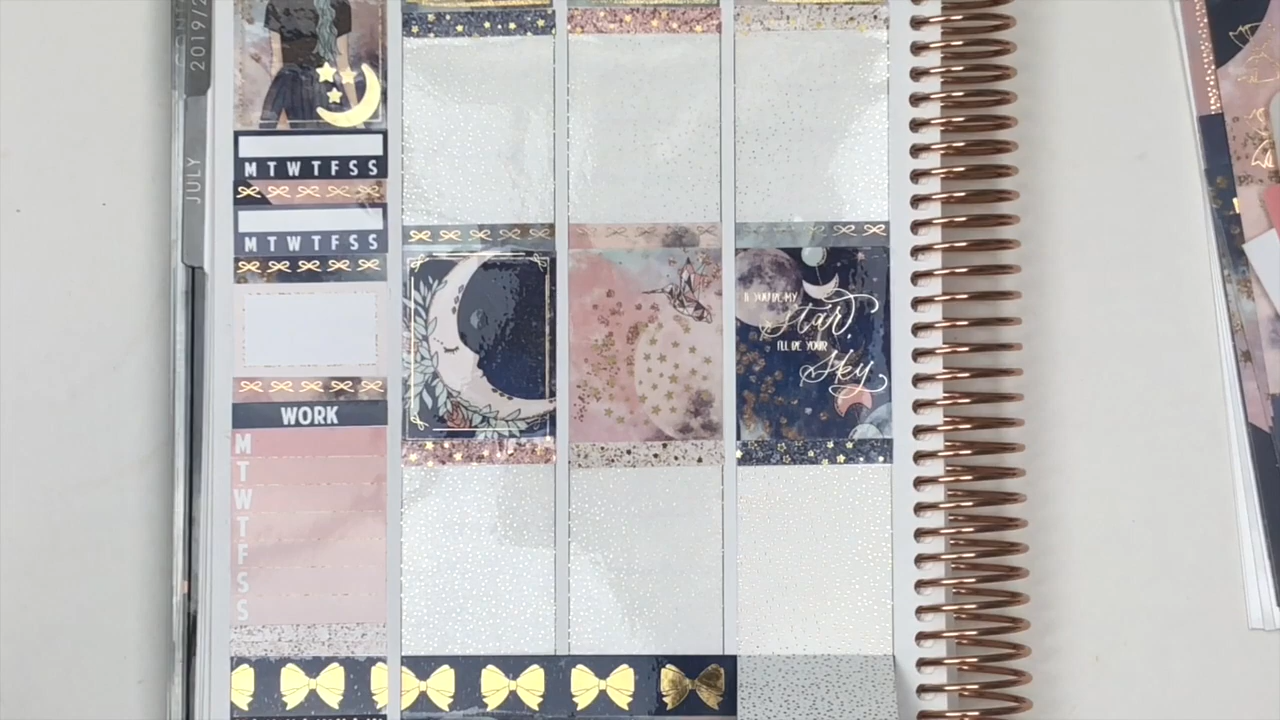 2019/2
JULY
M T W T F S S
M T W T F S S
WORK
M
T
W
T
F
S
S
IF YOU'RE MY
Star
I'LL BE YOUR
Sky